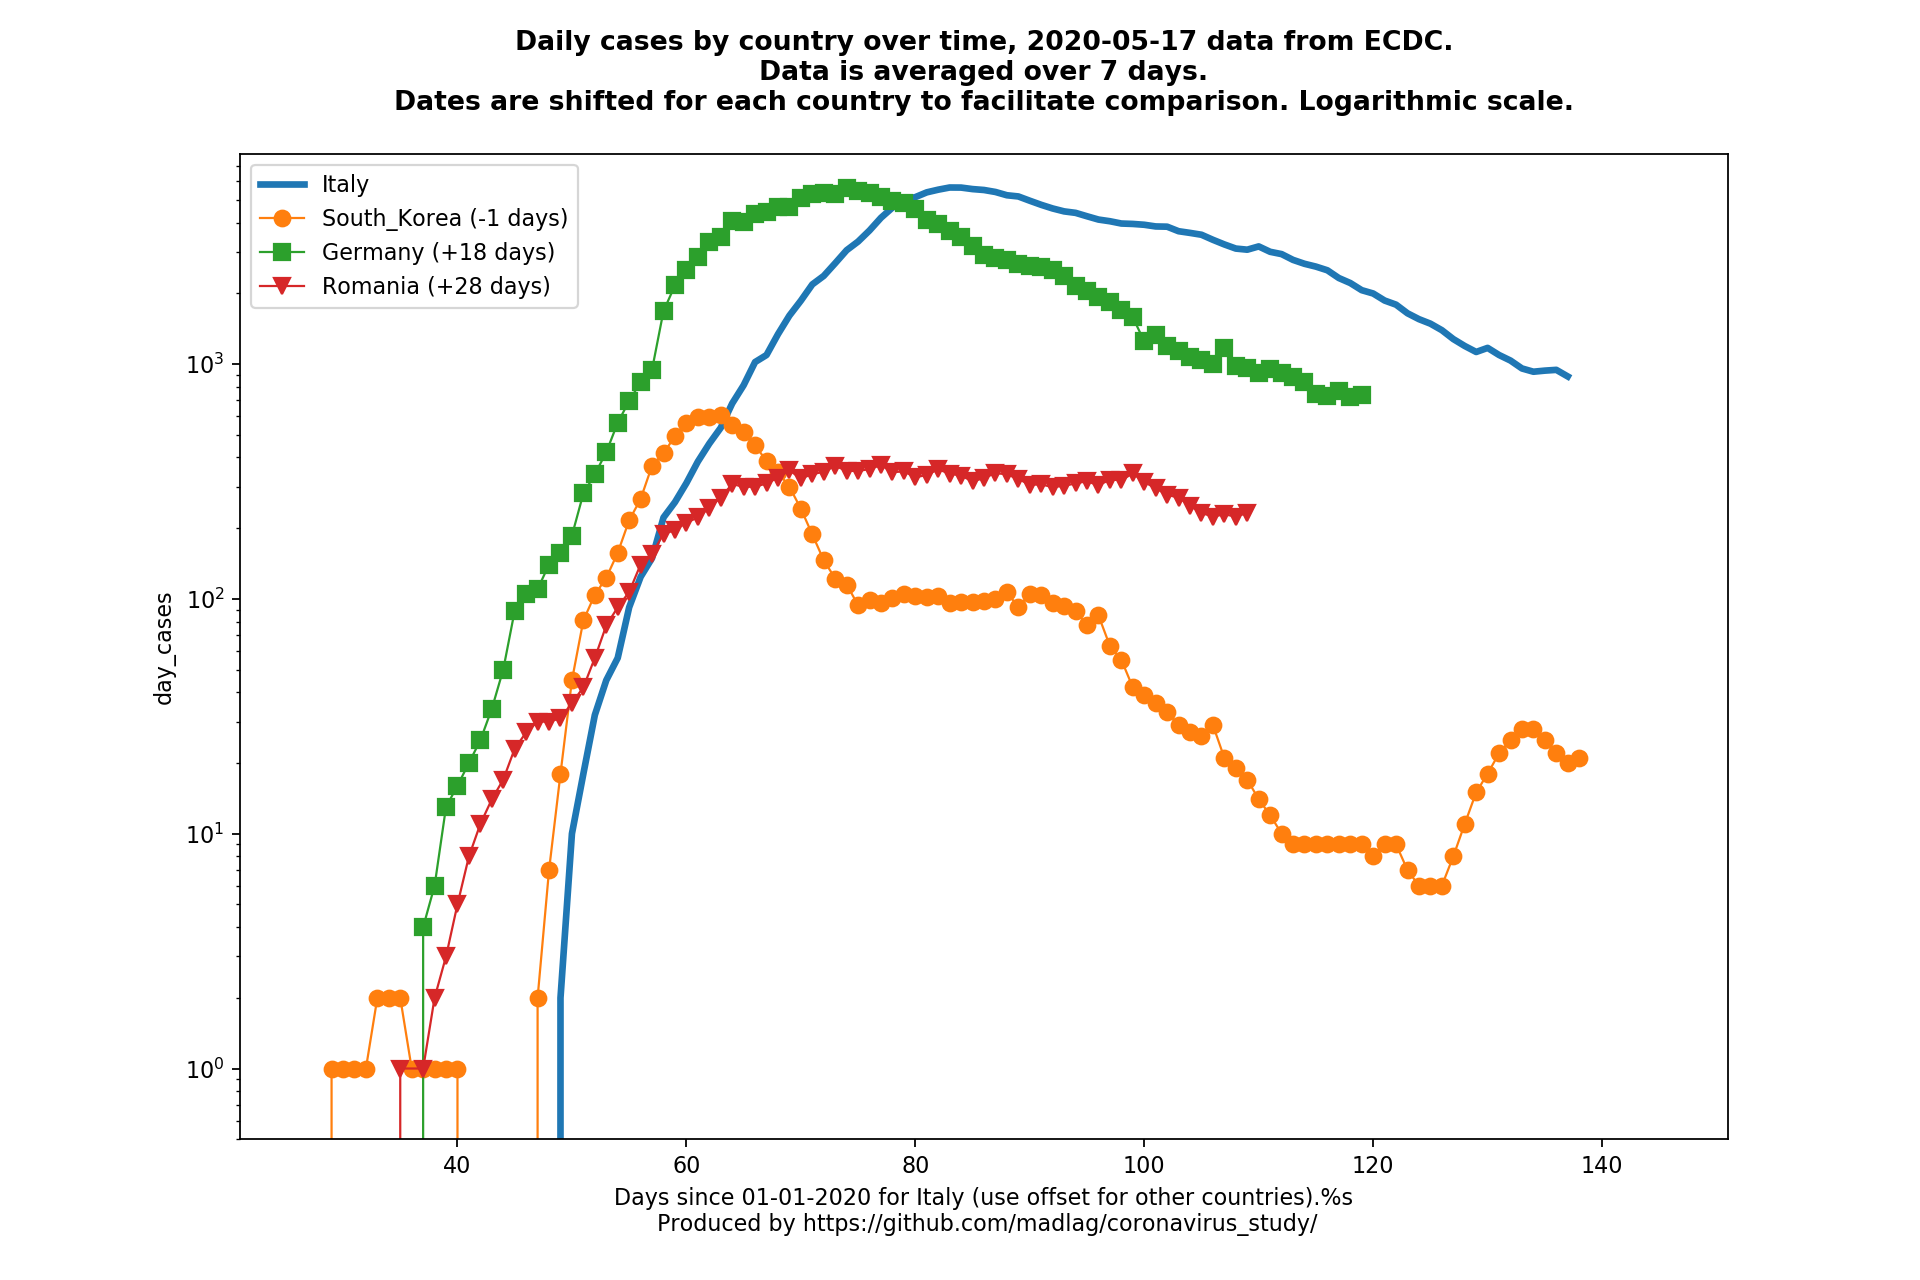 Daily cases by country over time, 2020-05-17 data from ECDC.
Data is averaged over 7 days.
Dates are shifted for each country to facilitate comparison. Logarithmic scale.
Italy
South_Korea (-1 days)
Germany (+18 days)
Romania (+28 days)
10³
10²
10¹
10⁰
day_cases
40 60 80 100 120 140
Days since 01-01-2020 for Italy (use offset for other countries).%s
Produced by https://github.com/madlag/coronavirus_study/